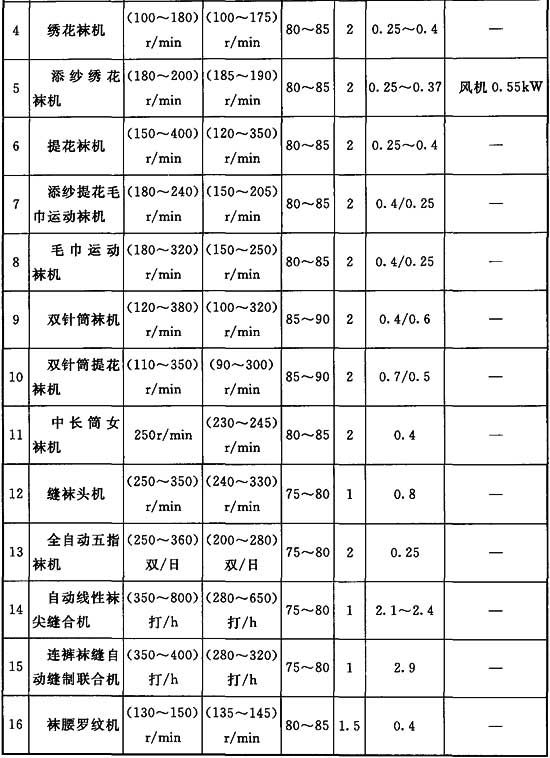 4 绣花袜机 (100～180) r/min (100～175) r/min 80～85 2 0.25～0.4 —
5 添纱绣花袜机 (180～200) r/min (185～190) r/min 80～85 2 0.25～0.37 风机 0.55kW
6 提花袜机 (150～400) r/min (120～350) r/min 80～85 2 0.25～0.4 —
7 添纱提花毛巾运动袜机 (180～240) r/min (150～205) r/min 80～85 2 0.4/0.25 —
8 毛巾运动袜机 (180～320) r/min (150～250) r/min 80～85 2 0.4/0.25 —
9 双针筒袜机 (120～380) r/min (100～320) r/min 85～90 2 0.4/0.6 —
10 双针筒提花袜机 (110～350) r/min (90～300) r/min 85～90 2 0.7/0.5 —
11 中长筒女袜机 250r/min (230～245) r/min 80～85 2 0.4 —
12 缝袜头机 (250～350) r/min (240～330) r/min 75～80 1 0.8 —
13 全自动五指袜机 (250～360) 双/日 (200～280) 双/日 75～80 2 0.25 —
14 自动线性袜尖缝合机 (350～800) 打/h (280～650) 打/h 75～80 1 2.1～2.4 —
15 连裤袜缝自动缝制联合机 (350～400) 打/h (280～320) 打/h 75～80 1 2.9 —
16 袜腰罗纹机 (130～150) r/min (135～145) r/min 80～85 1.5 0.4 —